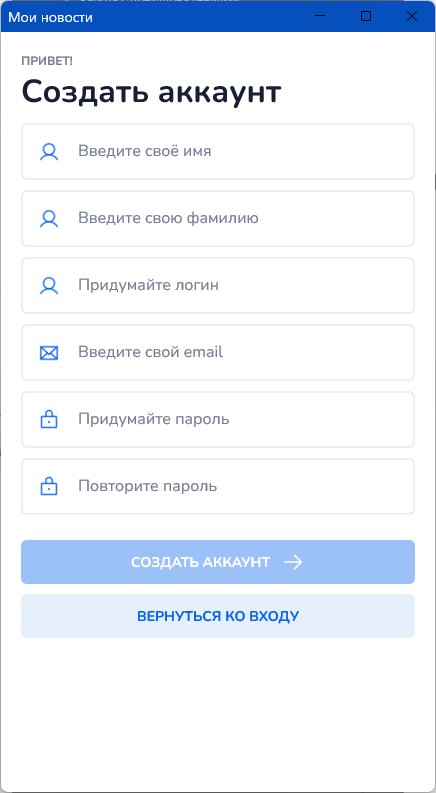 Мои новости
ПРИВЕТ!
Создать аккаунт
Введите своё имя
Введите свою фамилию
Придумайте логин
Введите свой email
Придумайте пароль
Повторите пароль
СОЗДАТЬ АККАУНТ
ВЕРНУТЬСЯ КО ВХОДУ